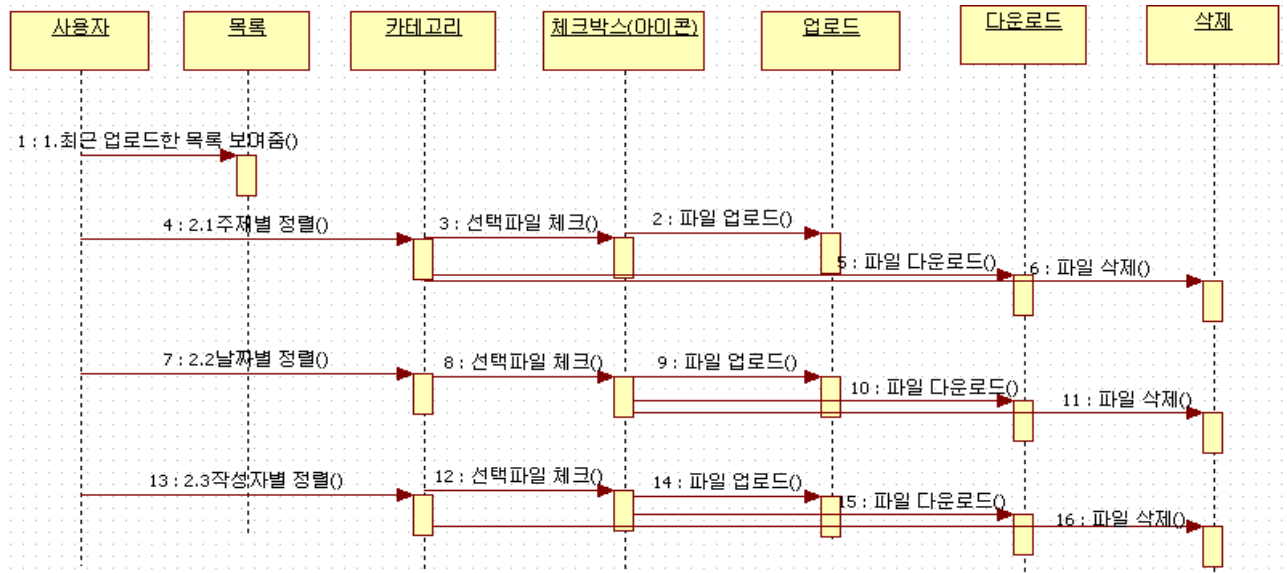 사용자
목록
카테고리
체크박스(아이콘)
업로드
다운로드
삭제
1 : 1.최근 업로드한 목록 보여줌()
4 : 2.1주제별 정렬()
3 : 선택파일 체크()
2 : 파일 업로드()
5 : 파일 다운로드()
6 : 파일 삭제()
7 : 2.2날짜별 정렬()
8 : 선택파일 체크()
9 : 파일 업로드()
10 : 파일 다운로드()
11 : 파일 삭제()
13 : 2.3작성자별 정렬()
12 : 선택파일 체크()
14 : 파일 업로드()
15 : 파일 다운로드()
16 : 파일 삭제()